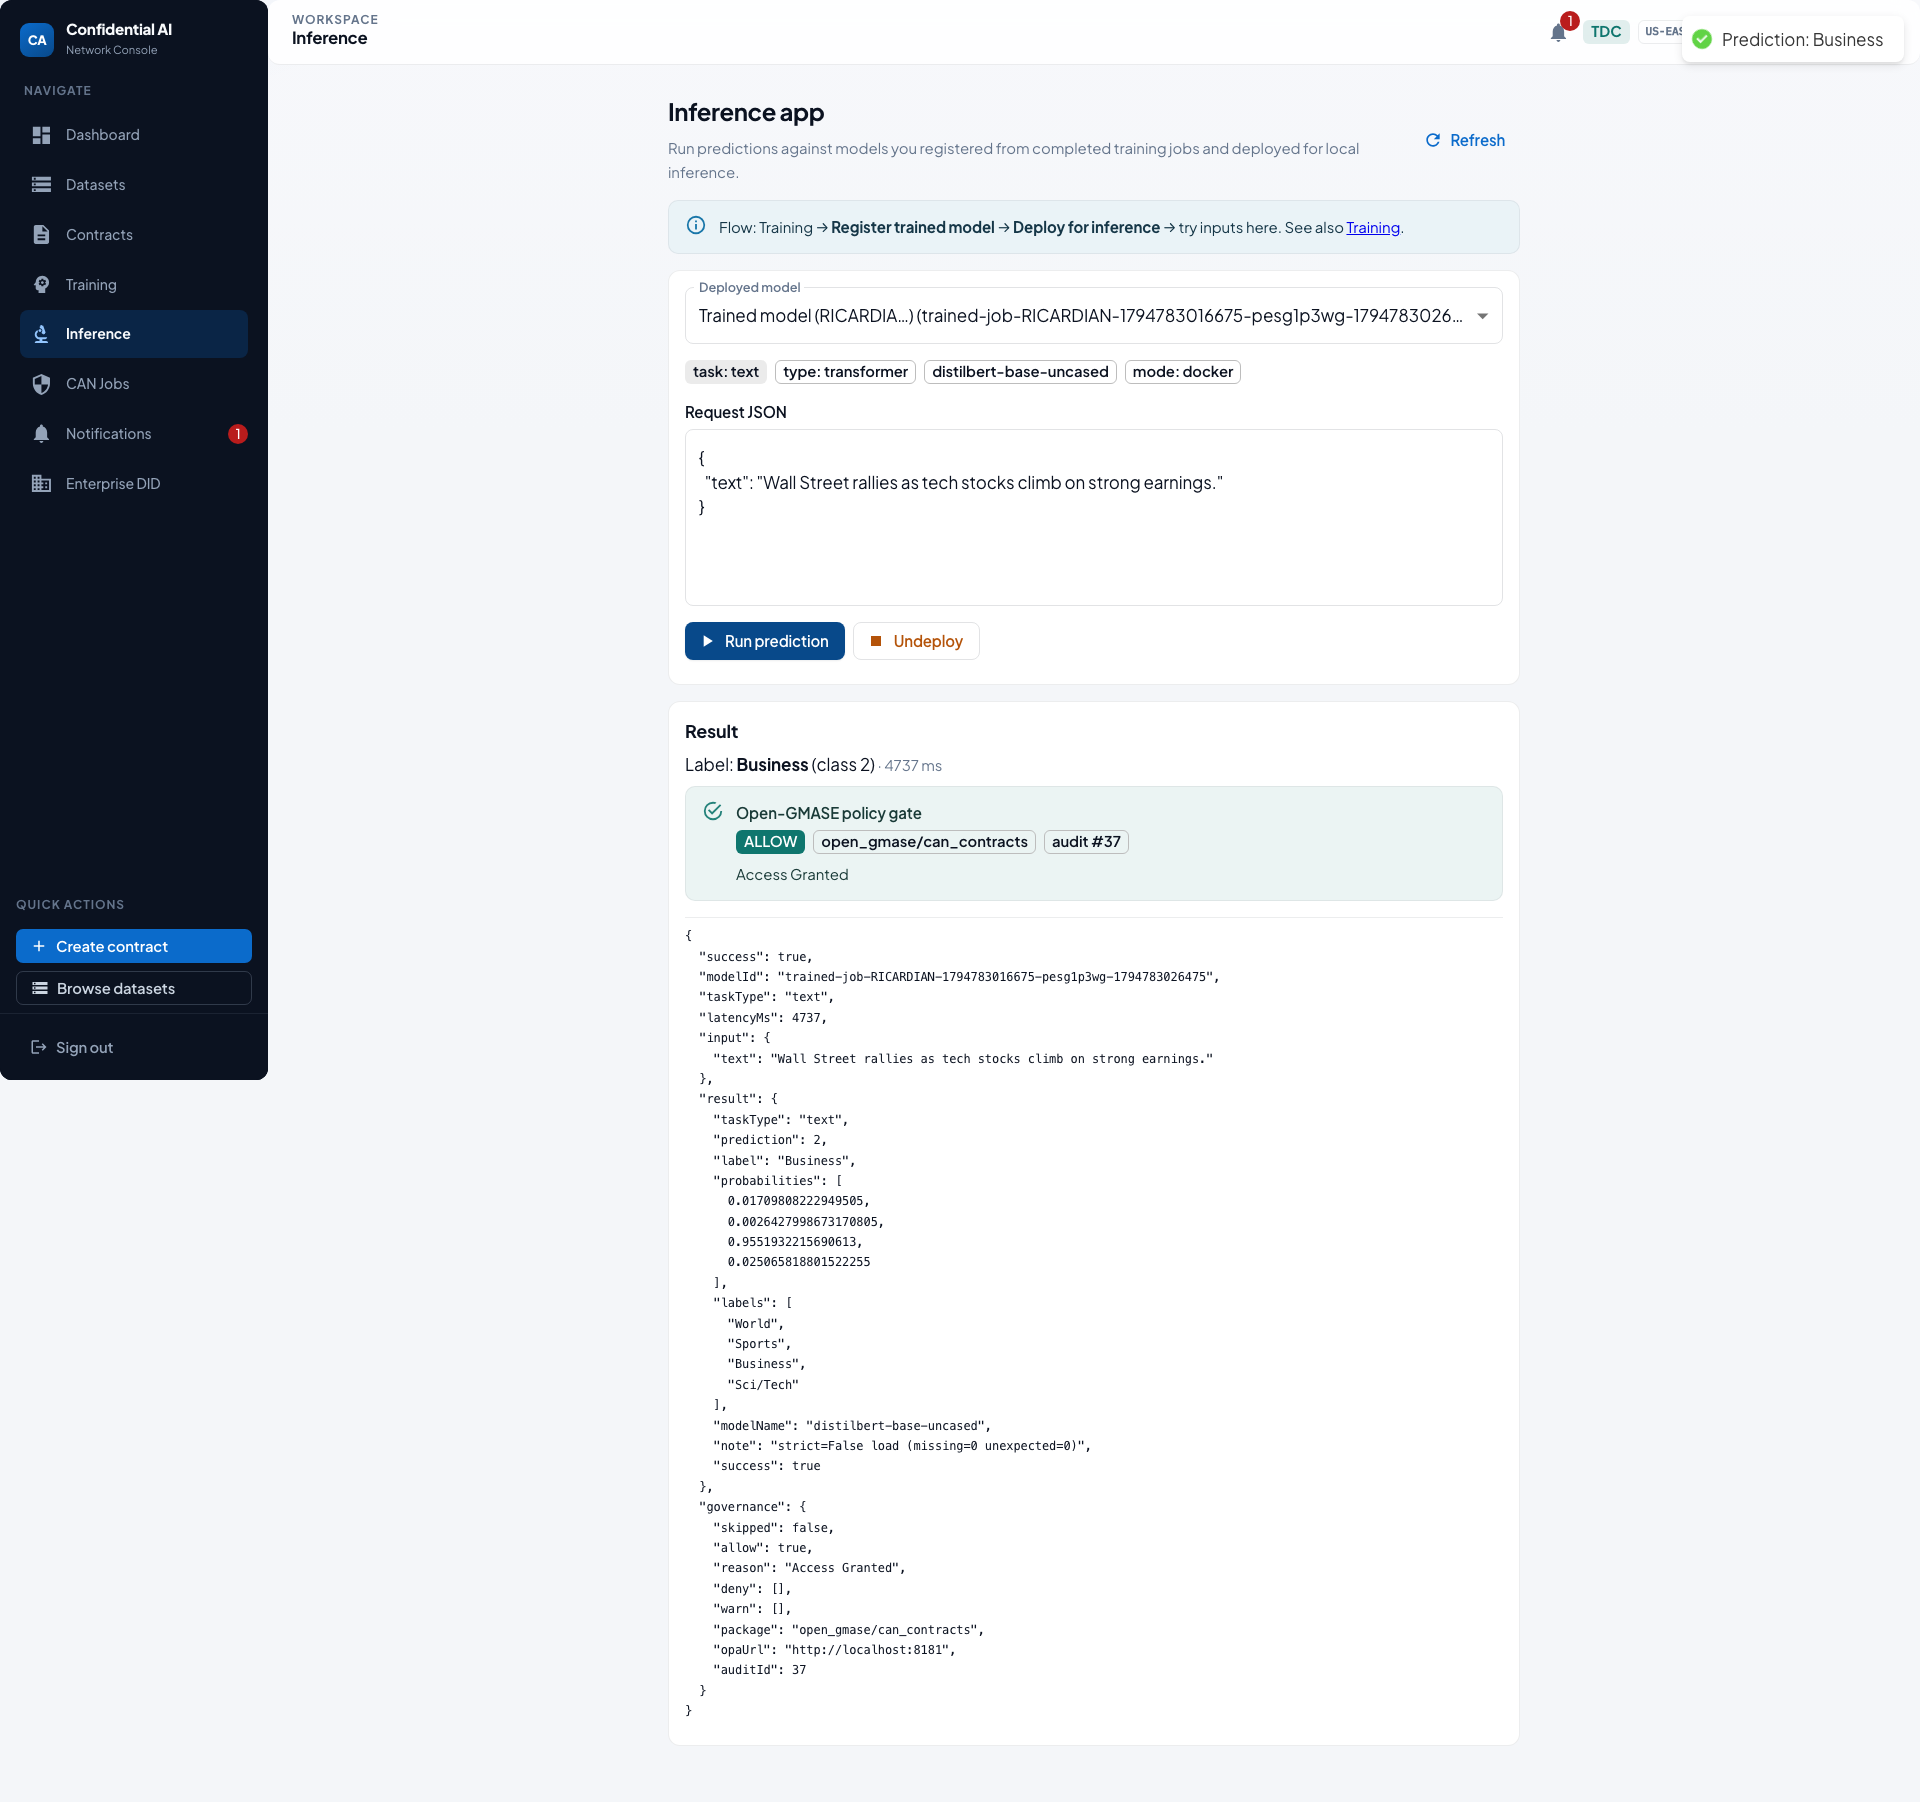 CA
Confidential AI
Network Console
NAVIGATE
Dashboard
Datasets
Contracts
Training
Inference
CAN Jobs
Notifications
1
Enterprise DID
QUICK ACTIONS
Create contract
Browse datasets
Sign out
WORKSPACE
Inference
1
TDC
Prediction: Business
Inference app
Run predictions against models you registered from completed training jobs and deployed for local
inference.
Refresh
Flow: Training → Register trained model → Deploy for inference → try inputs here. See also Training.
Deployed model
Trained model (RICARDIA...) (trained-job-RICARDIAN-1794783016675-pesg1p3wg-1794783026...
task: text
type: transformer
distilbert-base-uncased
mode: docker
Request JSON
{
"text": "Wall Street rallies as tech stocks climb on strong earnings."
}
Run prediction
Undeploy
Result
Label: Business (class 2) · 4737 ms
Open-GMASE policy gate
ALLOW
open_gmase/can_contracts
audit #37
Access Granted
{
"success": true,
"modelId": "trained-job-RICARDIAN-1794783016675-pesg1p3wg-1794783026475",
"taskType": "text",
"latencyMs": 4737,
"input": {
"text": "Wall Street rallies as tech stocks climb on strong earnings."
},
"result": {
"taskType": "text",
"prediction": 2,
"label": "Business",
"probabilities": [
0.01709808222949505,
0.0026427998673170805,
0.9551932215690613,
0.025065818801522255
],
"labels": [
"World",
"Sports",
"Business",
"Sci/Tech"
],
"modelName": "distilbert-base-uncased",
"note": "strict=False load (missing=0 unexpected=0)",
"success": true
},
"governance": {
"skipped": false,
"allow": true,
"reason": "Access Granted",
"deny": [],
"warn": [],
"package": "open_gmase/can_contracts",
"opaUrl": "http://localhost:8181",
"auditId": 37
}
}